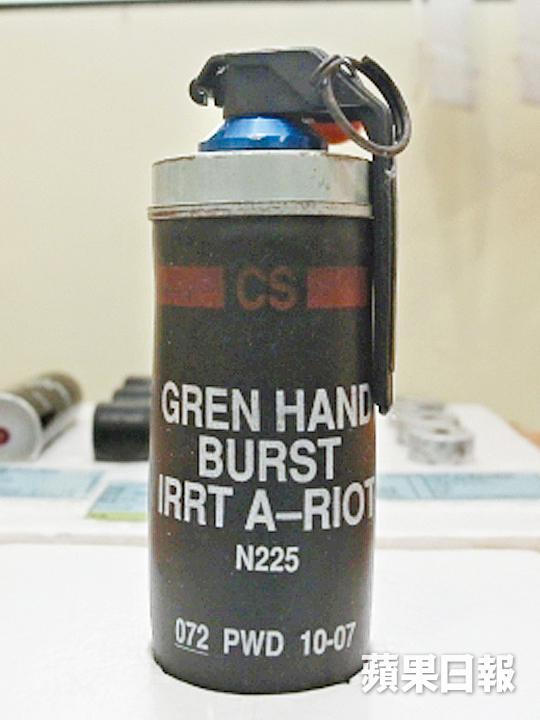 CS
GREN HAND
BURST
IRRT A–RIOT
N225
072 PWD 10-07
蘋果日報